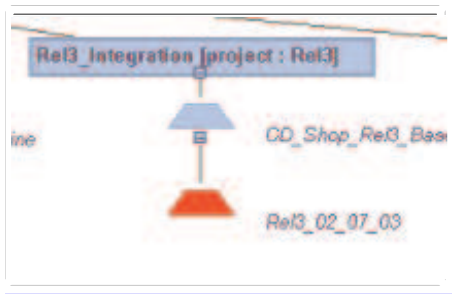 Rel3_Integration [project : Rel3]
ine
CD_Shop_Rel3_Base
Rel3_02_07_03